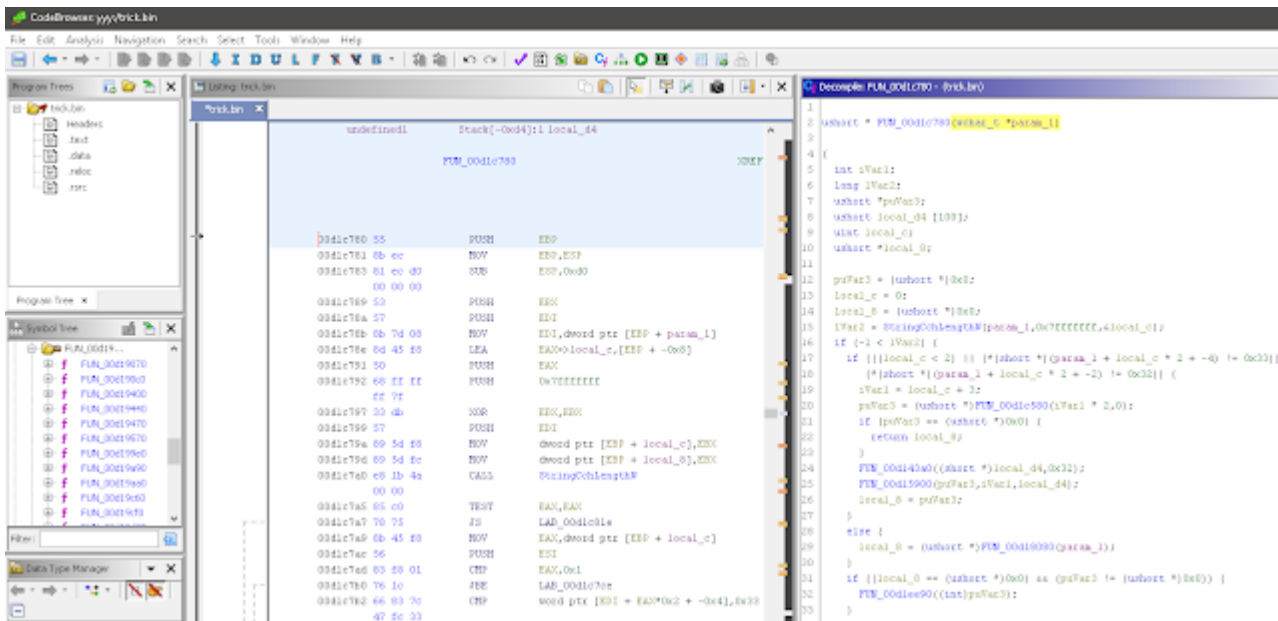 CodeBrowser: yyy:/trick.bin
File Edit Analysis Navigation Search Select Tools Window Help
Program Trees
trick.bin
Headers
.text
.data
.reloc
.rsrc
Program Tree
Symbol Tree
FUN_00d19...
FUN_00d19070
FUN_00d190c0
FUN_00d19400
FUN_00d19440
FUN_00d19470
FUN_00d19570
FUN_00d199e0
FUN_00d19a90
FUN_00d19aa0
FUN_00d19c60
FUN_00d19cf0
Filter:
Data Type Manager
Listing: trick.bin
*trick.bin
undefined1 Stack[-0xd4]:1 local_d4
FUN_00d1c780 XREF
00d1c780 55 PUSH EBP
00d1c781 8b ec MOV EBP,ESP
00d1c783 81 ec d0 SUB ESP,0xd0
00 00 00
00d1c789 53 PUSH EBX
00d1c78a 57 PUSH EDI
00d1c78b 8b 7d 08 MOV EDI,dword ptr [EBP + param_1]
00d1c78e 8d 45 f8 LEA EAX=>local_c,[EBP + -0x8]
00d1c791 50 PUSH EAX
00d1c792 68 ff ff PUSH 0x7fffffff
ff 7f
00d1c797 33 db XOR EBX,EBX
00d1c799 57 PUSH EDI
00d1c79a 89 5d f8 MOV dword ptr [EBP + local_c],EBX
00d1c79d 89 5d fc MOV dword ptr [EBP + local_8],EBX
00d1c7a0 e8 1b 4a CALL StringCchLengthW
00 00
00d1c7a5 85 c0 TEST EAX,EAX
00d1c7a7 78 75 JS LAB_00d1c81e
00d1c7a9 8b 45 f8 MOV EAX,dword ptr [EBP + local_c]
00d1c7ac 56 PUSH ESI
00d1c7ad 83 f8 01 CMP EAX,0x1
00d1c7b0 76 1c JBE LAB_00d1c7ce
00d1c7b2 66 83 7c CMP word ptr [EDI + EAX*0x2 + -0x4],0x33
47 fc 33
Decompile: FUN_00d1c780 - (trick.bin)
1
2 ushort * FUN_00d1c780(wchar_t *param_1)
3
4 {
5 int iVar1;
6 long lVar2;
7 ushort *puVar3;
8 ushort local_d4 [100];
9 uint local_c;
10 ushort *local_8;
11
12 puVar3 = (ushort *)0x0;
13 local_c = 0;
14 local_8 = (ushort *)0x0;
15 lVar2 = StringCchLengthW(param_1,0x7fffffff,&local_c);
16 if (-1 < lVar2) {
17 if (((local_c < 2) || (*(short *)(param_1 + local_c * 2 + -4) != 0x33))
18 (*(short *)(param_1 + local_c * 2 + -2) != 0x32)) {
19 iVar1 = local_c + 3;
20 puVar3 = (ushort *)FUN_00d1c580(iVar1 * 2,0);
21 if (puVar3 == (ushort *)0x0) {
22 return local_8;
23 }
24 FUN_00d143a0((short *)local_d4,0x32);
25 FUN_00d15900(puVar3,iVar1,local_d4);
26 local_8 = puVar3;
27 }
28 else {
29 local_8 = (ushort *)FUN_00d18080(param_1);
30 }
31 if ((local_8 == (ushort *)0x0) && (puVar3 != (ushort *)0x0)) {
32 FUN_00d1ee90((int)puVar3);
33 }